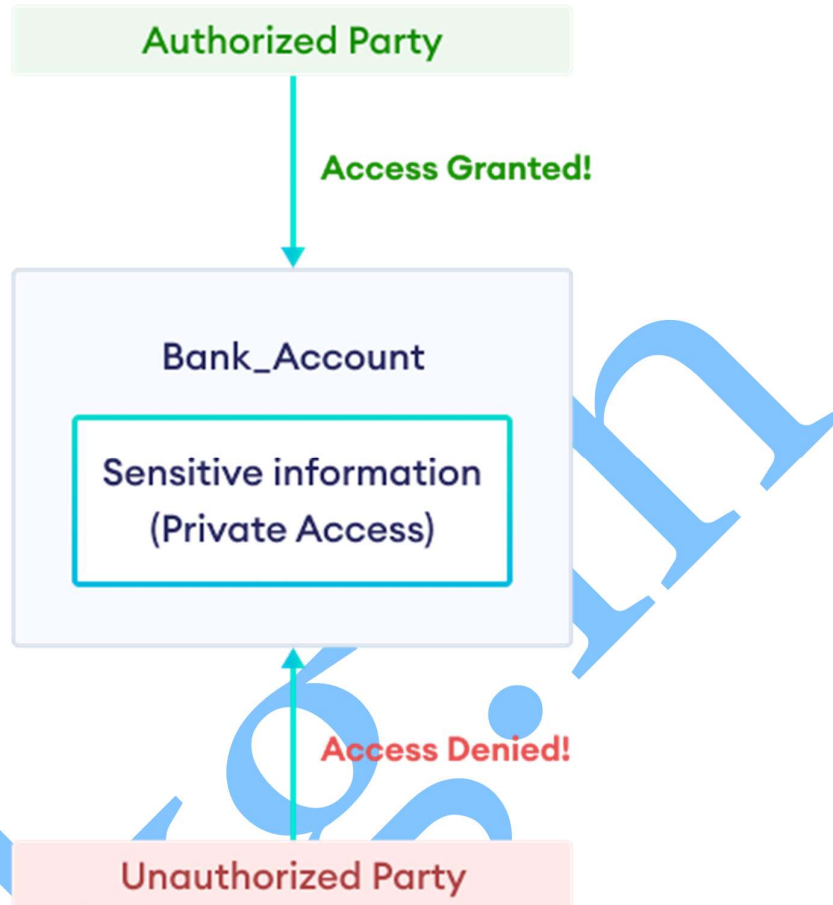 Authorized Party
Access Granted!
Bank_Account
Sensitive information
(Private Access)
Access Denied!
Unauthorized Party